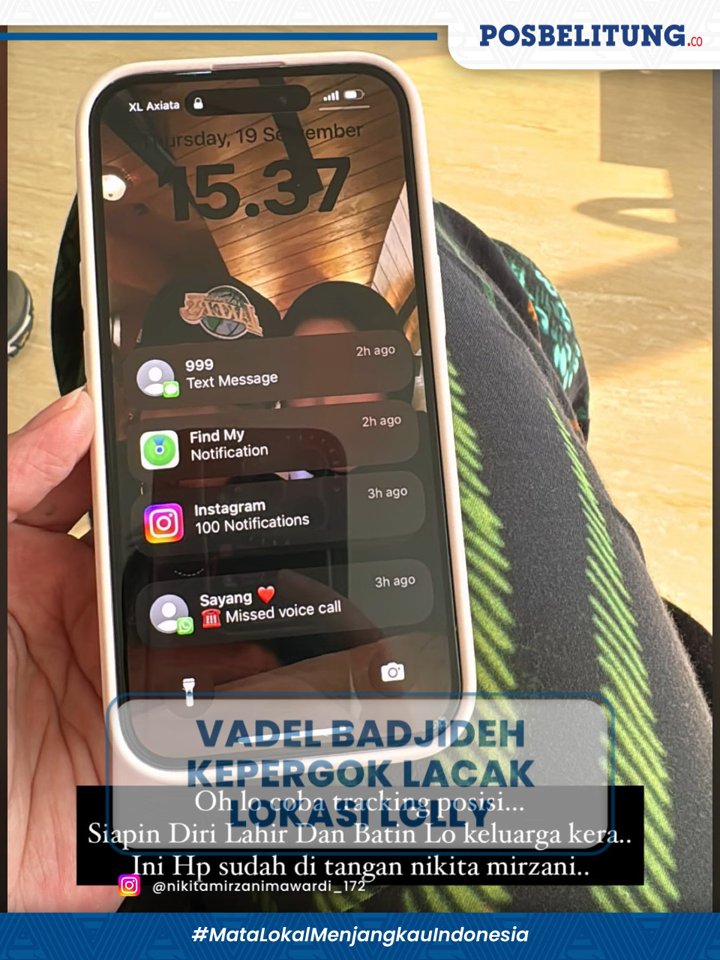 POSBELITUNG.CO
XL Axiata
Thursday, 19 September
15.37
LAKERS
999
2h ago
Text Message
Find My
2h ago
Notification
Instagram
3h ago
100 Notifications
Sayang ❤️
3h ago
☎️ Missed voice call
VADEL BADJIDEH
KEPERGOK LACAK
LOKASI LOLLY
Oh lo coba tracking posisi...
Siapin Diri Lahir Dan Batin Lo keluarga kera..
Ini Hp sudah di tangan nikita mirzani..
@nikitamirzanimawardi_172
#MataLokalMenjangkauIndonesia